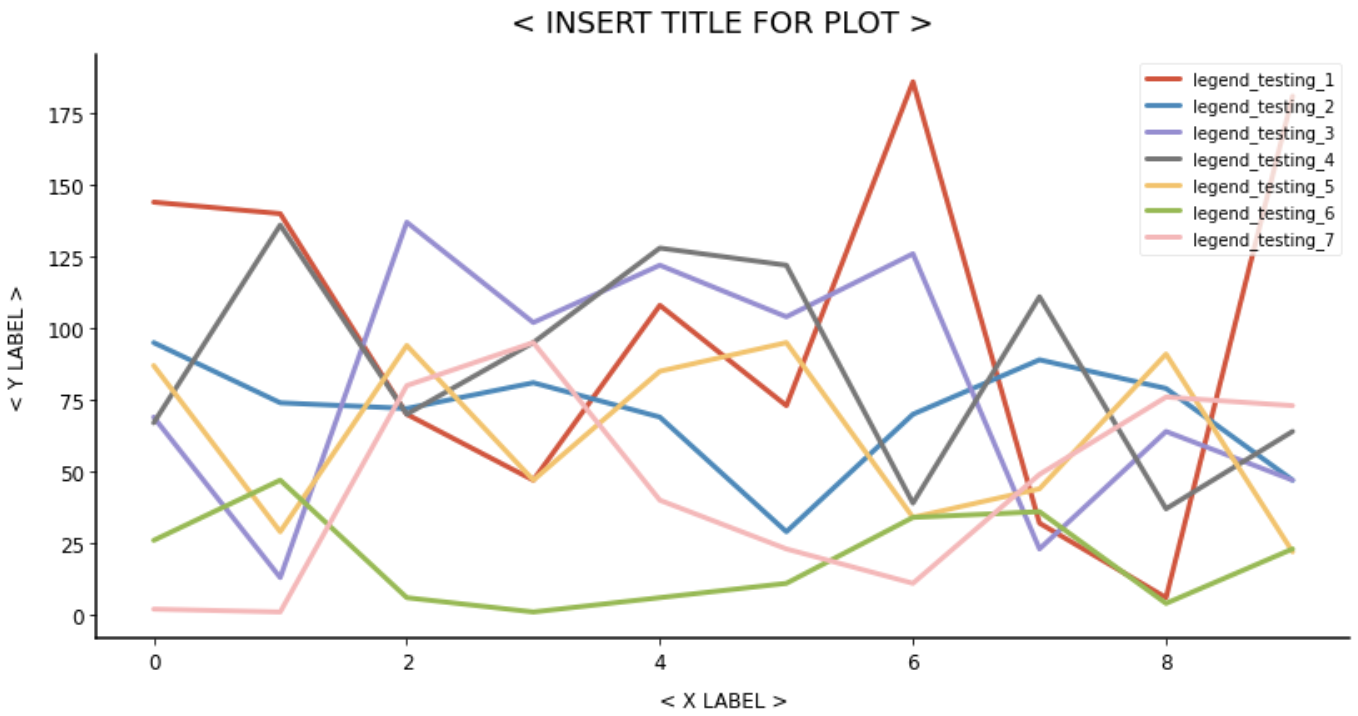 < INSERT TITLE FOR PLOT >
legend_testing_1
legend_testing_2
legend_testing_3
legend_testing_4
legend_testing_5
legend_testing_6
legend_testing_7
< Y LABEL >
175
150
125
100
75
50
25
0
0 2 4 6 8
< X LABEL >